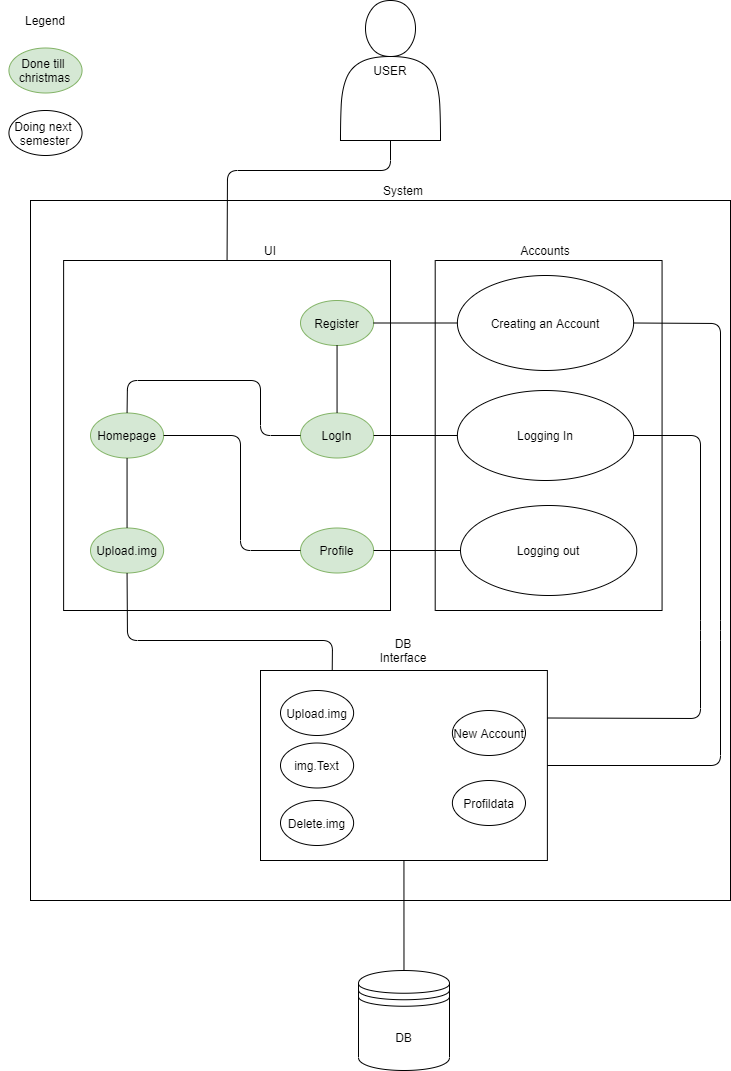 Legend
Done till
christmas
Doing next
semester
USER
System
UI
Accounts
Register
Creating an Account
Homepage
LogIn
Logging In
Upload.img
Profile
Logging out
DB
Interface
Upload.img
New Account
img.Text
Profildata
Delete.img
DB